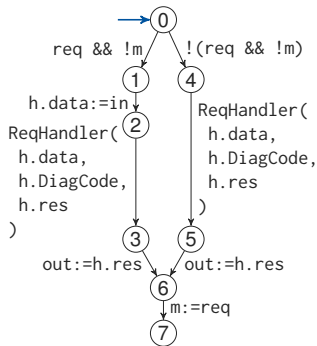 0
req && !m
!(req && !m)
1
4
h.data:=in
2
ReqHandler(
h.data,
h.DiagCode,
h.res
)
ReqHandler(
h.data,
h.DiagCode,
h.res
)
3
5
out:=h.res
out:=h.res
6
m:=req
7